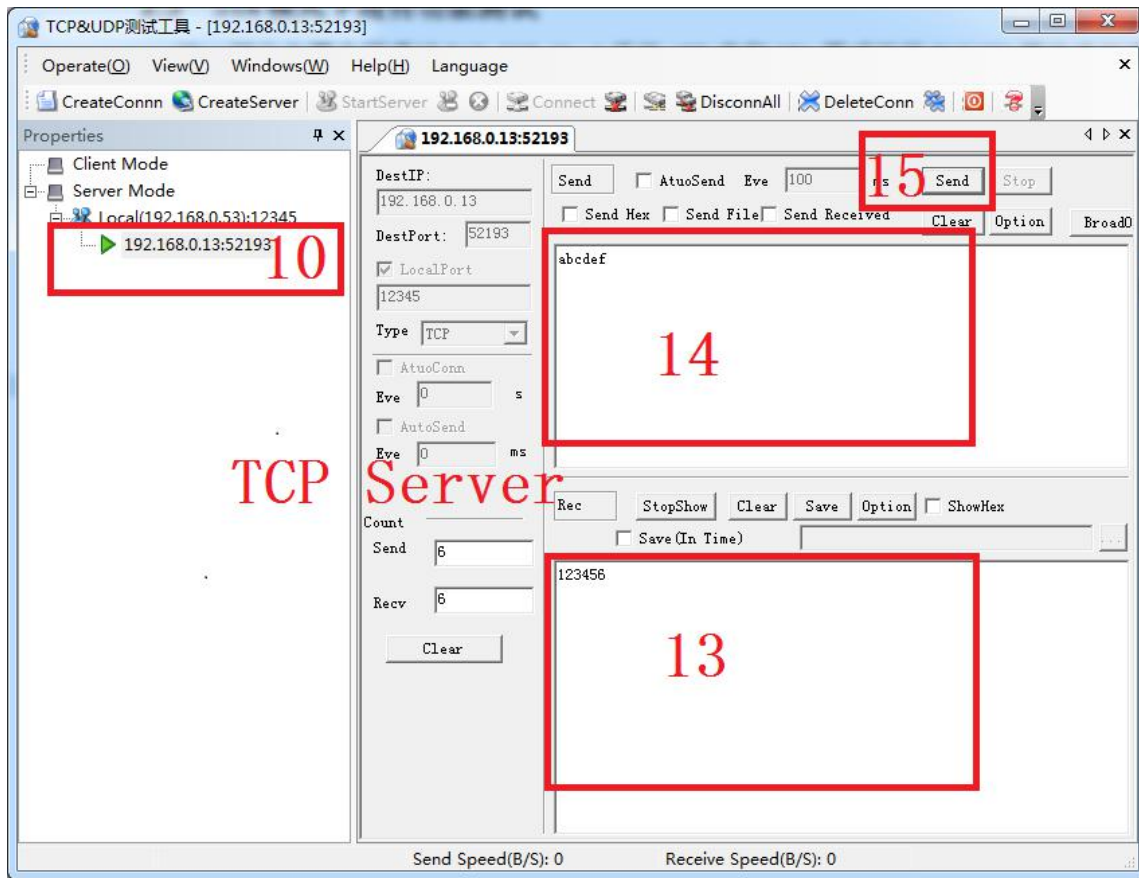 TCP&UDP测试工具 - [192.168.0.13:52193]
Operate(O) View(V) Windows(W) Help(H) Language
CreateConnn CreateServer StartServer Connect DisconnAll DeleteConn
Properties
192.168.0.13:52193
Client Mode
Server Mode
Local(192.168.0.53):12345
192.168.0.13:52193
10
DestIP:
192.168.0.13
DestPort: 52193
LocalPort
12345
Type TCP
AtuoConn
Eve 0 s
AutoSend
Eve 0 ms
TCP Server
Count
Send 6
Recv 6
Clear
Send AtuoSend Eve 100 ms Send Stop
15
Send Hex Send File Send Received Clear Option BroadO
abcdef
14
Rec StopShow Clear Save Option ShowHex
Save(In Time) ...
123456
13
Send Speed(B/S): 0 Receive Speed(B/S): 0